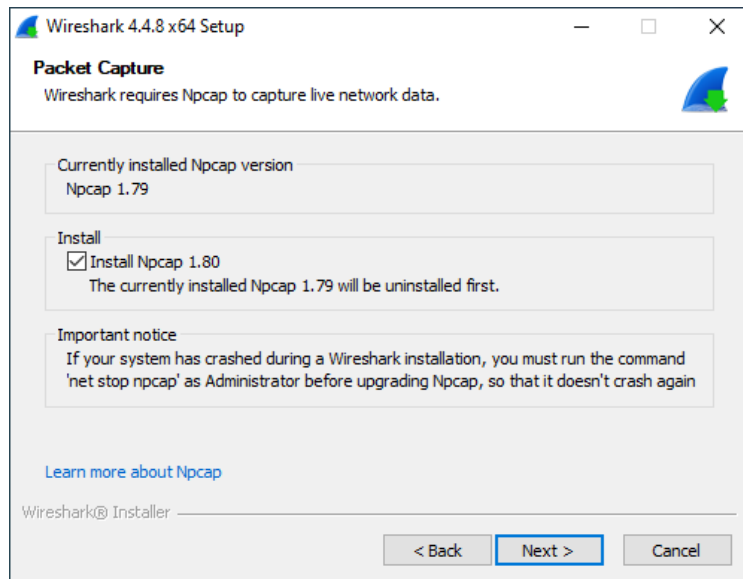 Wireshark 4.4.8 x64 Setup
Packet Capture
Wireshark requires Npcap to capture live network data.
Currently installed Npcap version
Npcap 1.79
Install
Install Npcap 1.80
The currently installed Npcap 1.79 will be uninstalled first.
Important notice
If your system has crashed during a Wireshark installation, you must run the command
'net stop npcap' as Administrator before upgrading Npcap, so that it doesn't crash again
Learn more about Npcap
Wireshark® Installer
< Back Next > Cancel